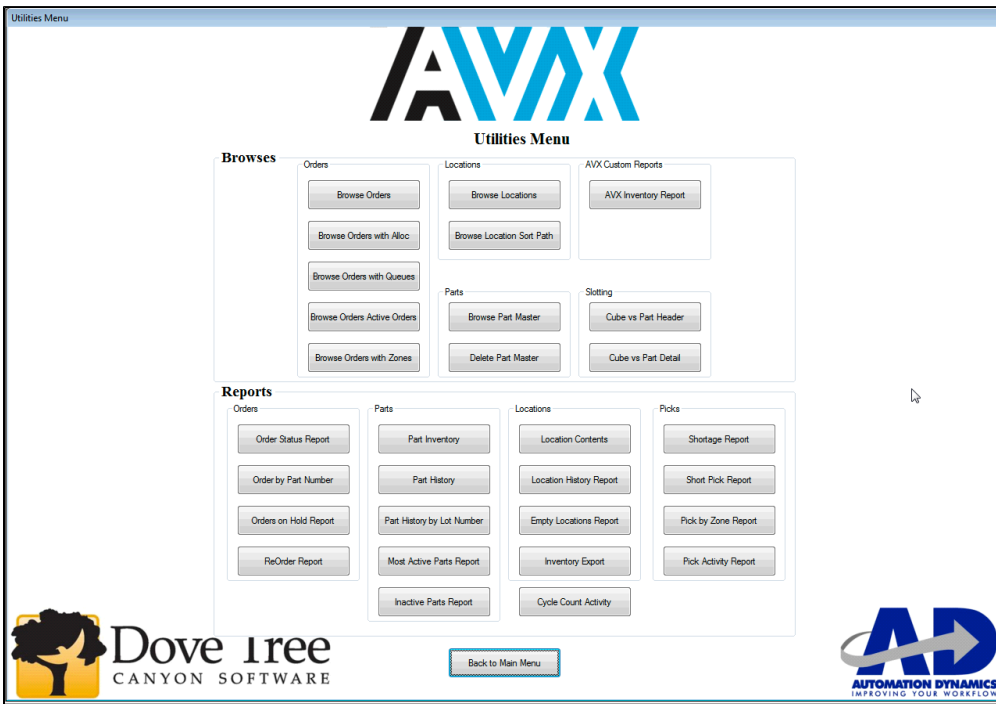 Utilities Menu
AVX
Utilities Menu
Browses
Orders
Locations
AVX Custom Reports
Browse Orders
Browse Locations
AVX Inventory Report
Browse Orders with Alloc
Browse Location Sort Path
Browse Orders with Queues
Parts
Slotting
Browse Orders Active Orders
Browse Part Master
Cube vs Part Header
Browse Orders with Zones
Delete Part Master
Cube vs Part Detail
Reports
Orders
Parts
Locations
Picks
Order Status Report
Part Inventory
Location Contents
Shortage Report
Order by Part Number
Part History
Location History Report
Short Pick Report
Orders on Hold Report
Part History by Lot Number
Empty Locations Report
Pick by Zone Report
ReOrder Report
Most Active Parts Report
Inventory Export
Pick Activity Report
Inactive Parts Report
Cycle Count Activity
Dove Tree
CANYON SOFTWARE
Back to Main Menu
AD
AUTOMATION DYNAMICS
IMPROVING YOUR WORKFLOW